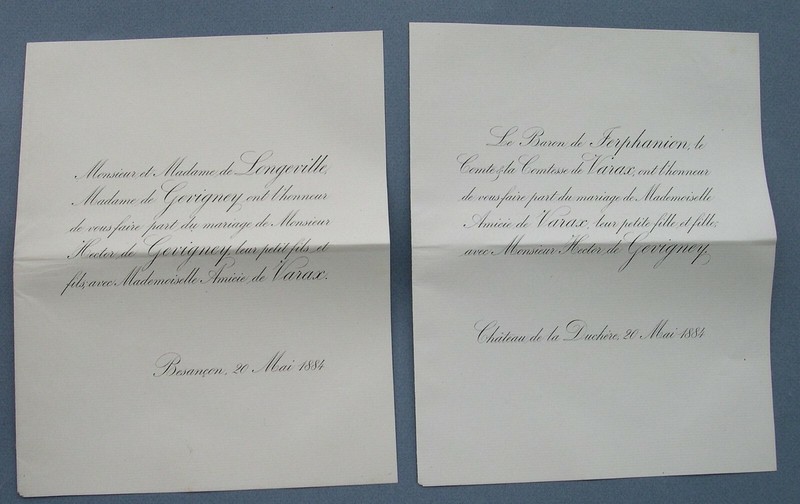 Monsieur et Madame de Longeville,
Madame de Gevigney ont l'honneur
de vous faire part du mariage de Monsieur
Hector de Gevigney, leur petit fils et
fils, avec Mademoiselle Amicie de Varax.
Besançon, 20 Mai 1884
Le Baron de Ferphanion, le
Comte & la Comtesse de Varax, ont l'honneur
de vous faire part du mariage de Mademoiselle
Amicie de Varax, leur petite fille et fille,
avec Monsieur Hector de Gevigney.
Château de la Duchère, 20 Mai 1884